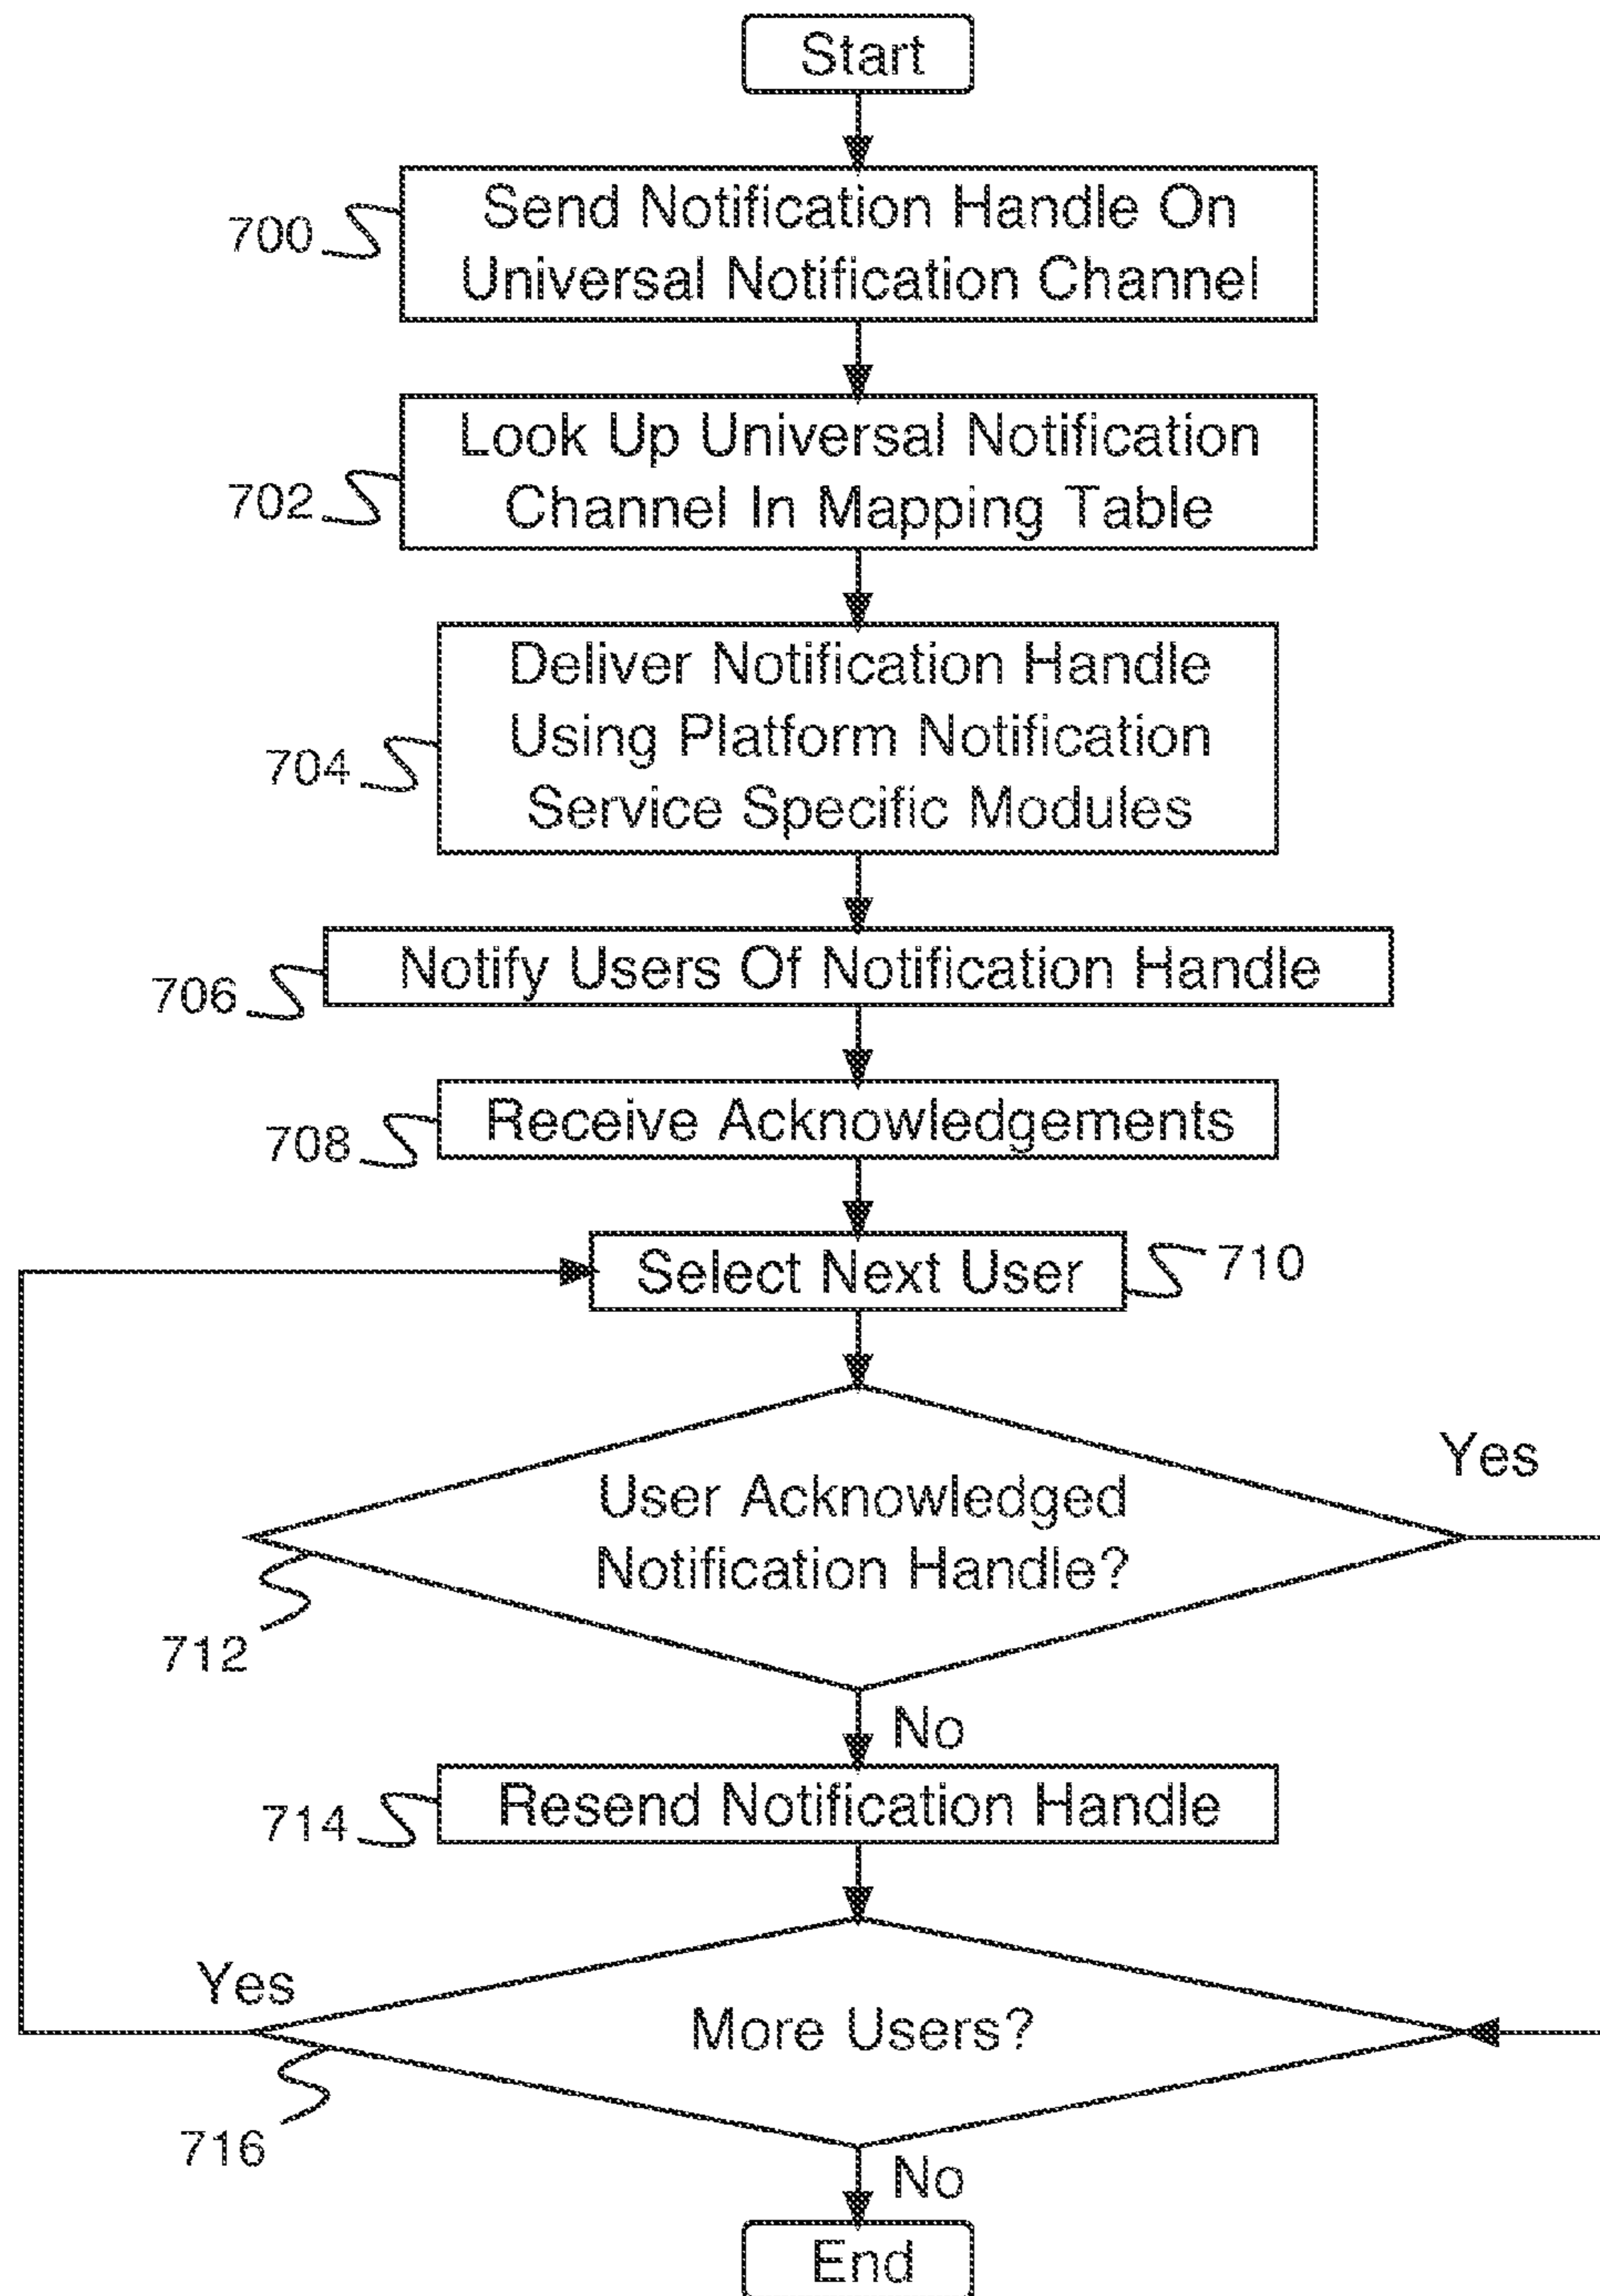 Start
700
Send Notification Handle On
Universal Notification Channel
702
Look Up Universal Notification
Channel In Mapping Table
704
Deliver Notification Handle
Using Platform Notification
Service Specific Modules
706
Notify Users Of Notification Handle
708
Receive Acknowledgements
Select Next User
710
Yes
User Acknowledged
Notification Handle?
712
No
714
Resend Notification Handle
Yes
More Users?
716
No
End